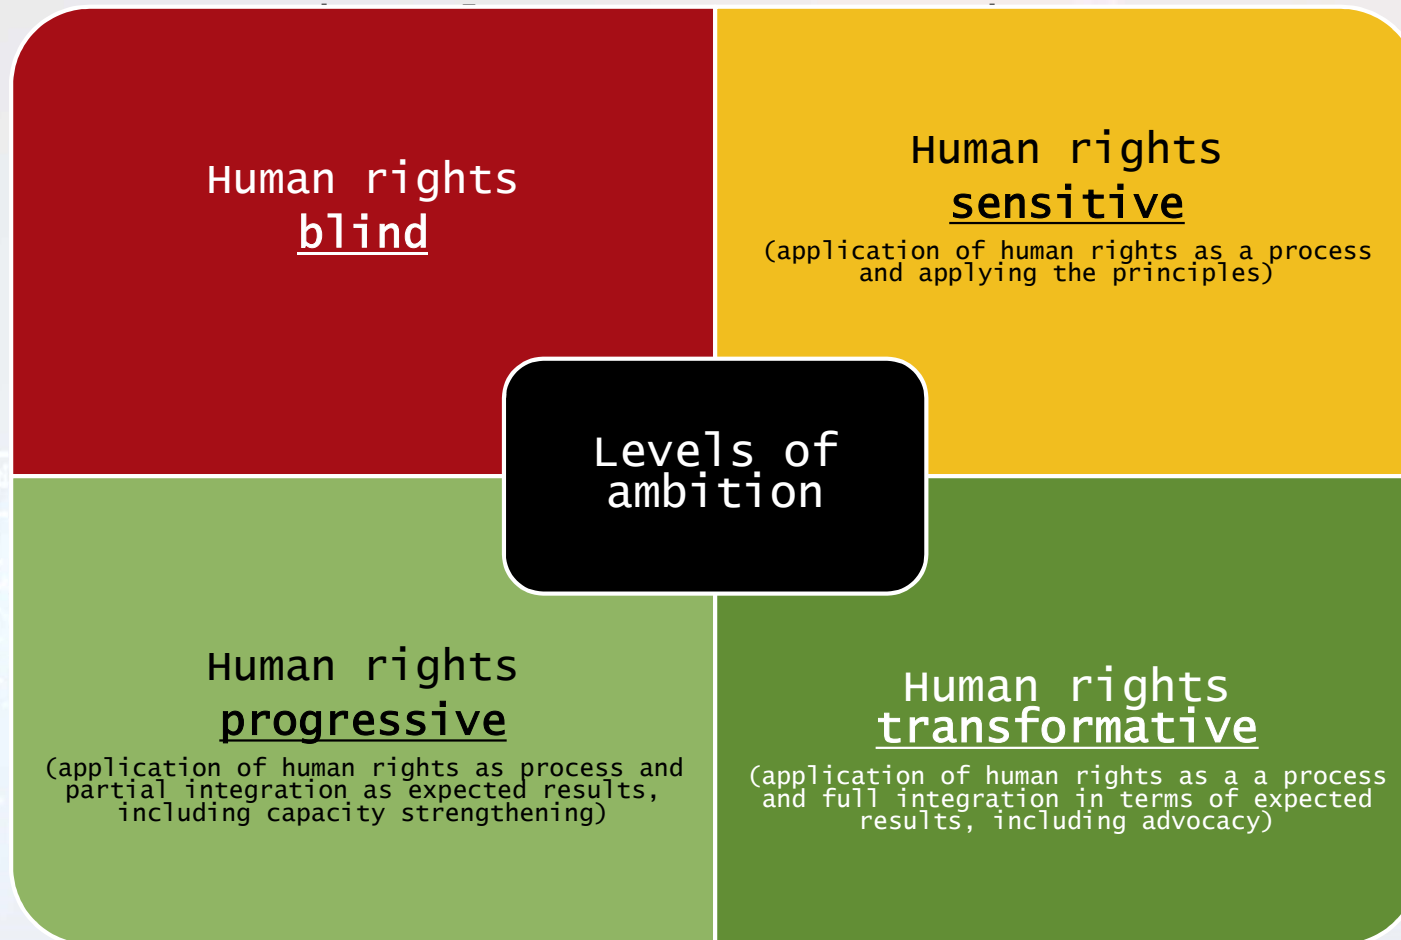 Human rights
blind
Human rights
sensitive
(application of human rights as a process
and applying the principles)
Levels of
ambition
Human rights
progressive
(application of human rights as process and
partial integration as expected results,
including capacity strengthening)
Human rights
transformative
(application of human rights as a a process
and full integration in terms of expected
results, including advocacy)